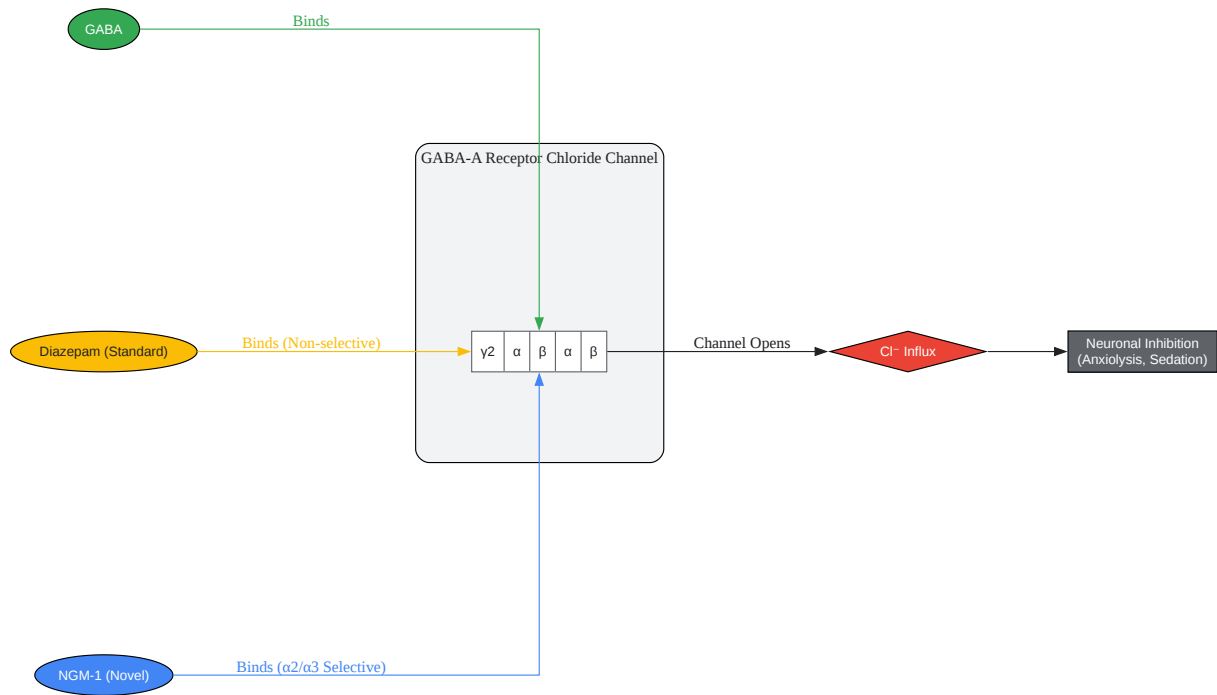 GABA
Binds
GABA-A Receptor Chloride Channel
Diazepam (Standard)
Binds (Non-selective)
γ2
α
β
α
β
Channel Opens
Cl⁻ Influx
Neuronal Inhibition
(Anxiolysis, Sedation)
NGM-1 (Novel)
Binds (α2/α3 Selective)